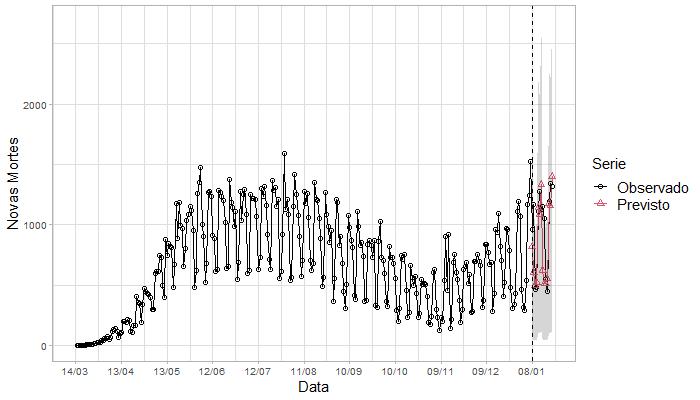 Novas Mortes
2000
1000
0
14/03 13/04 13/05 12/06 12/07 11/08 10/09 10/10 09/11 09/12 08/01
Data
Serie
Observado
Previsto